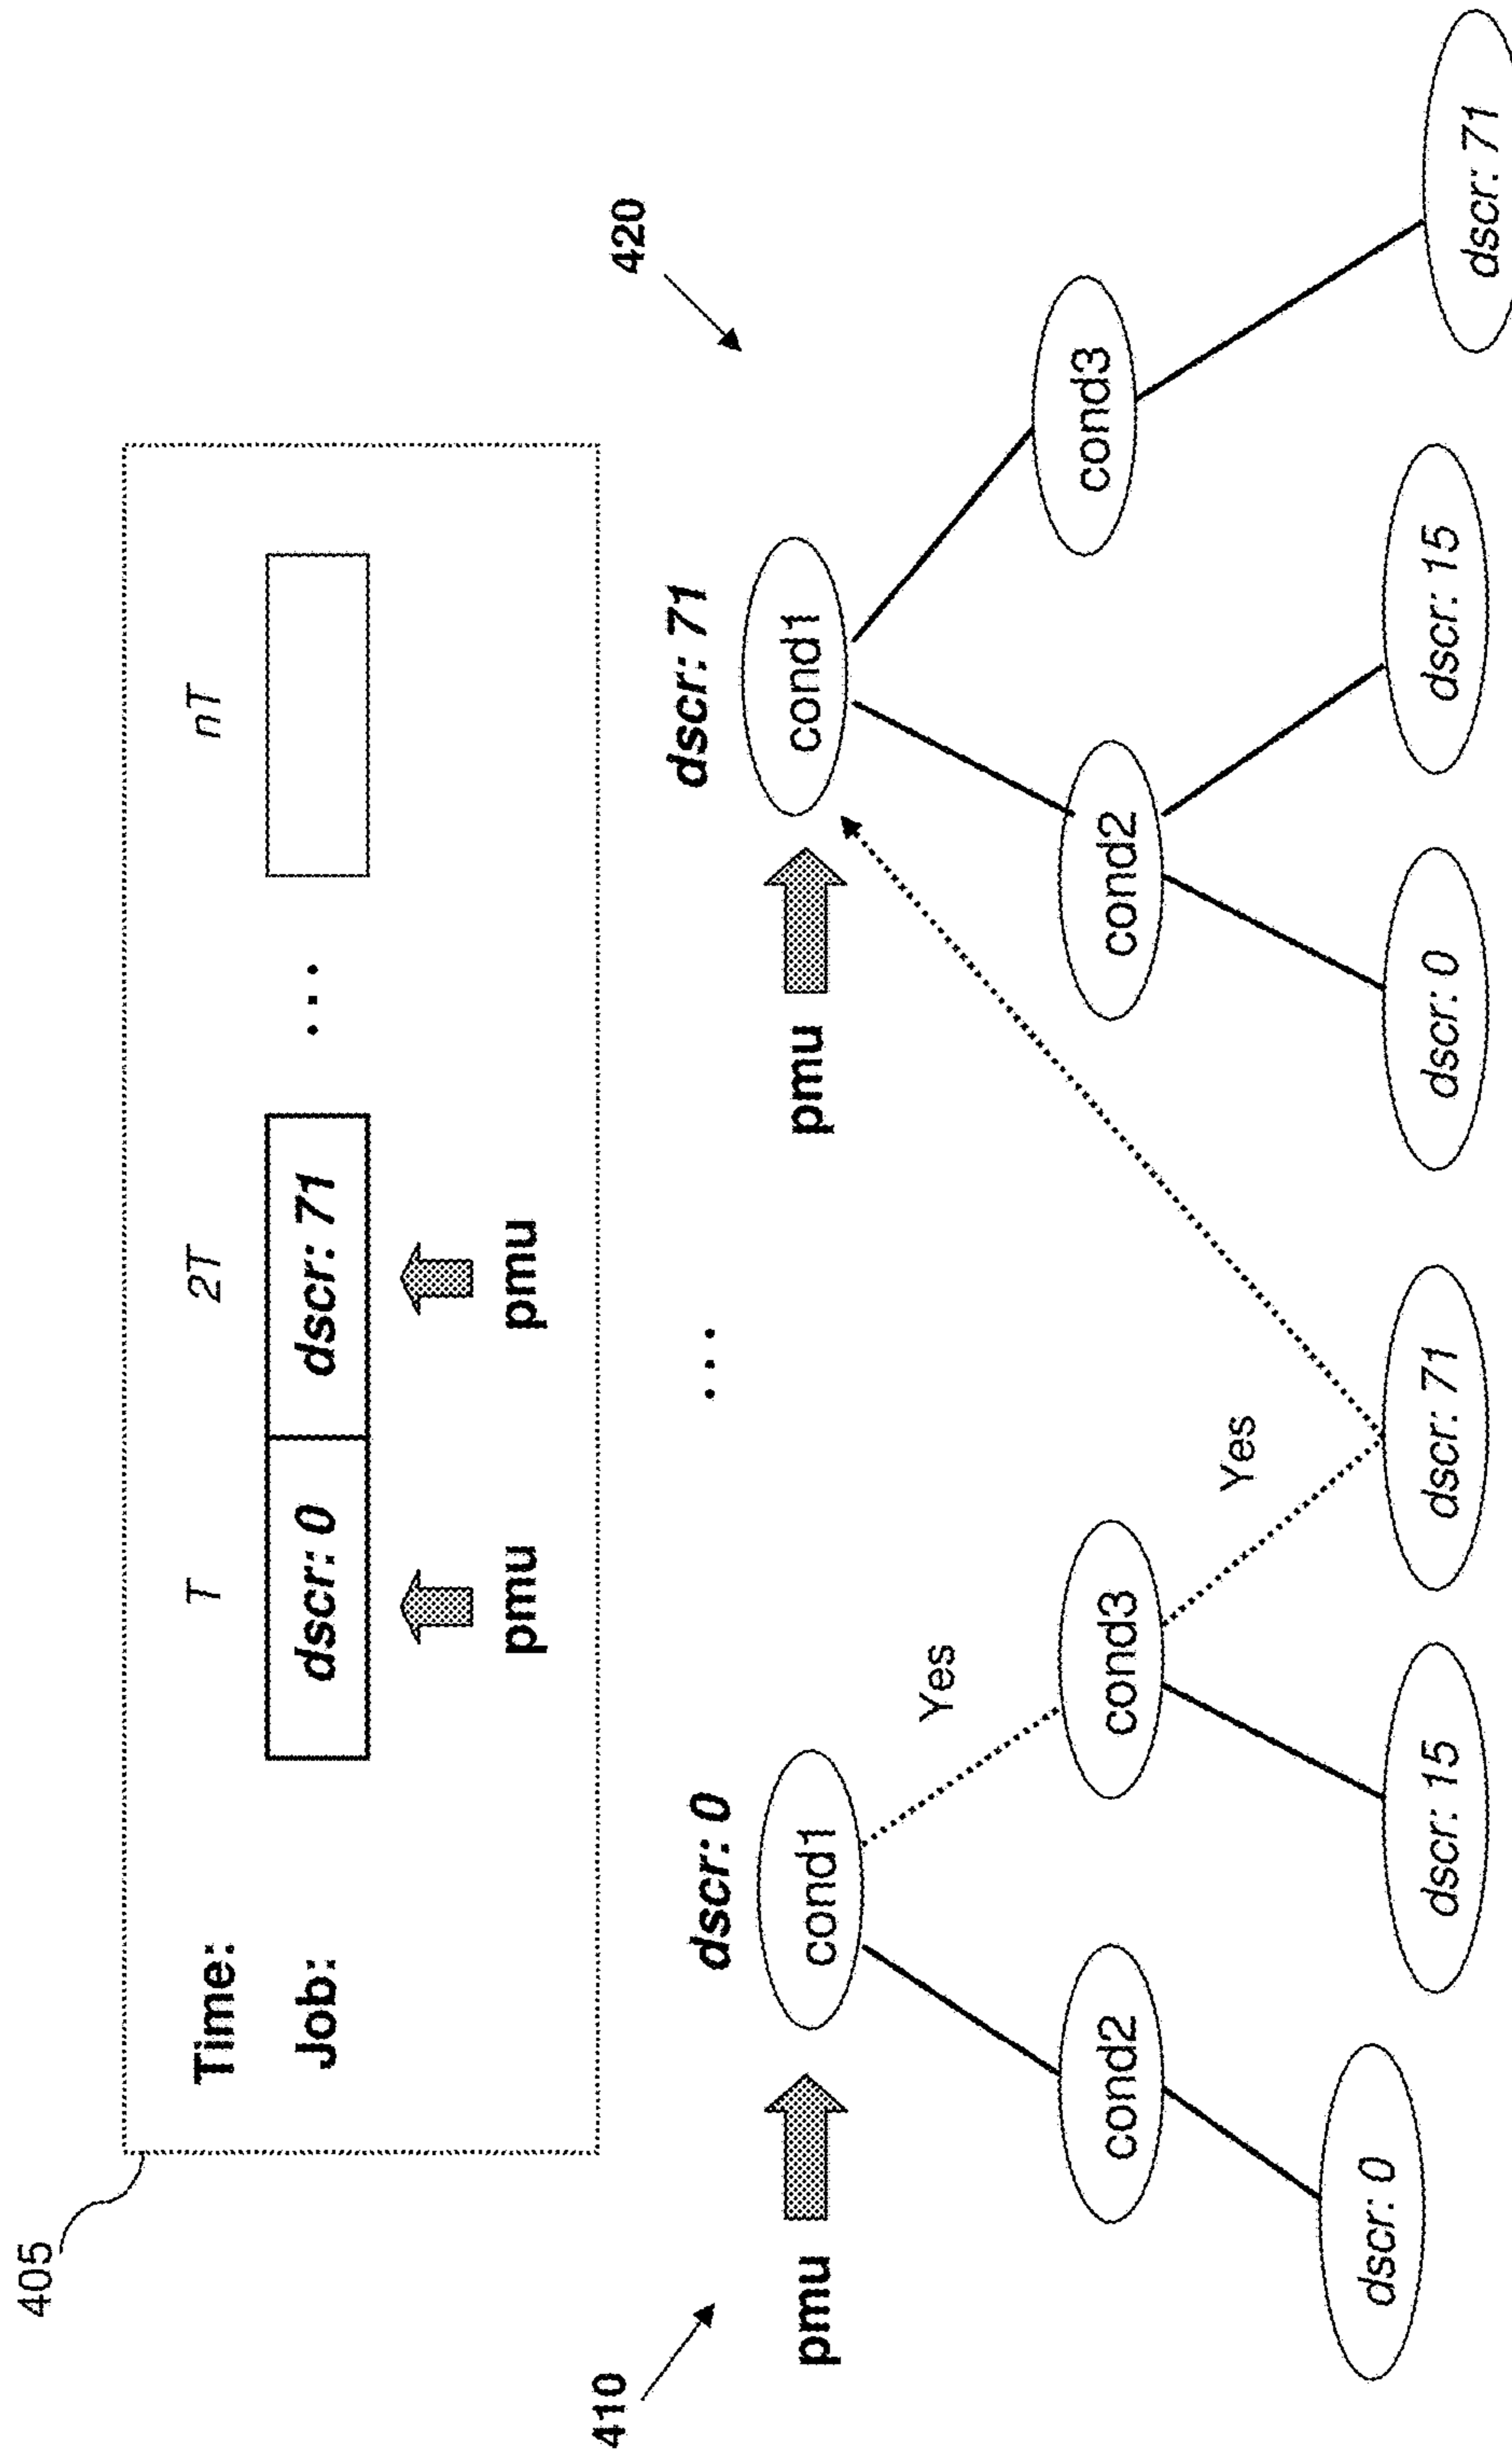 405
Time: T 2T nT
Job: dscr: 0 dscr: 71 ...
pmu pmu
410
420
...
dscr: 0
pmu cond1
Yes
cond2 cond3
Yes
dscr: 0 dscr: 15 dscr: 71
dscr: 71
pmu cond1
cond2 cond3
dscr: 0 dscr: 15 dscr: 71